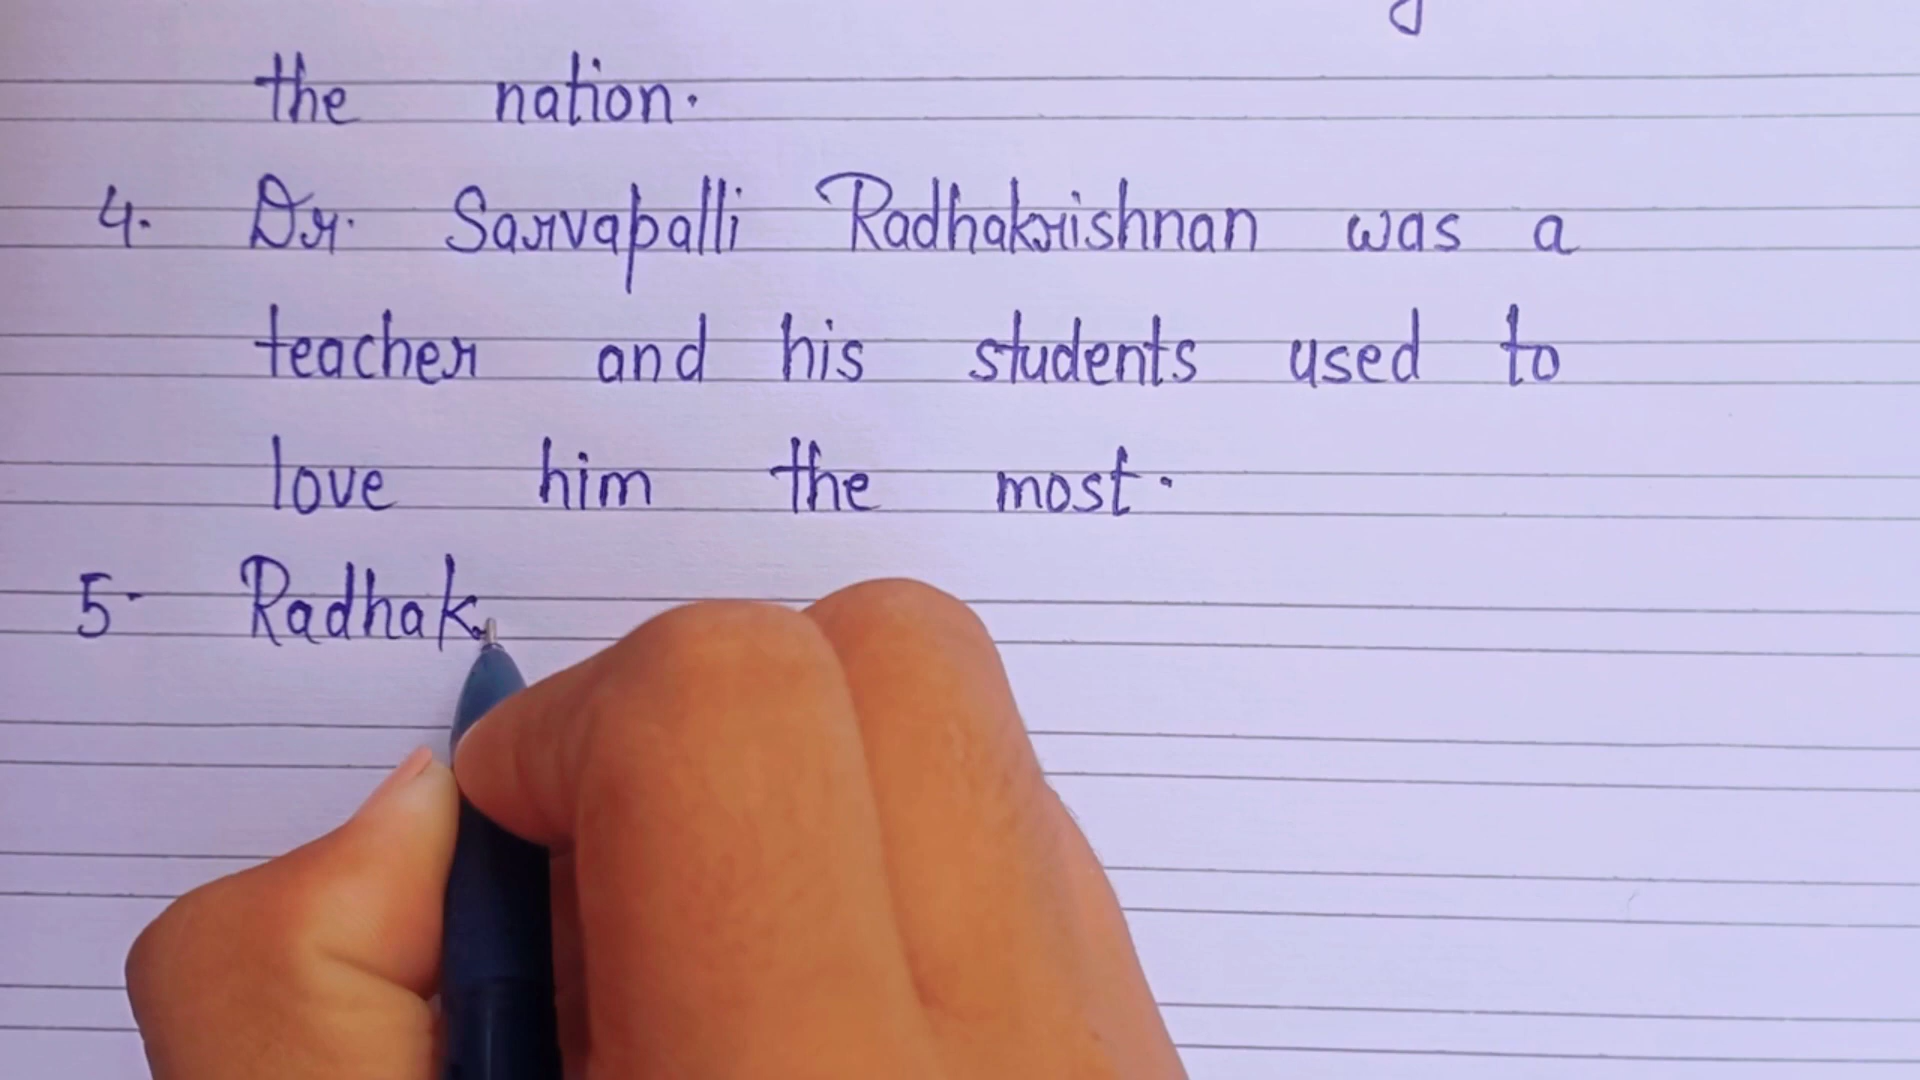 the nation.
4. Dr. Sarvapalli Radhakrishnan was a
teacher and his students used to
love him the most.
5. Radhak